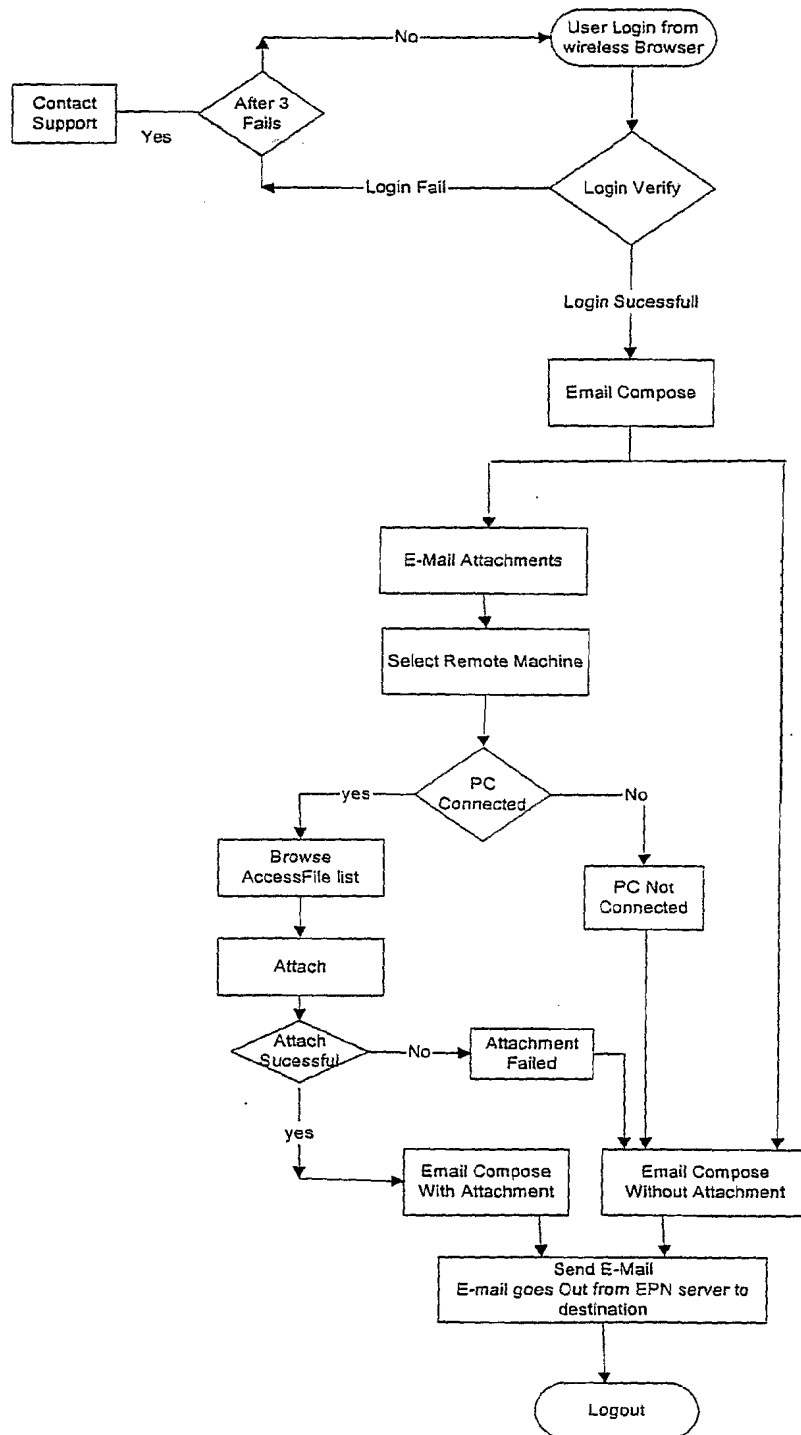 No
User Login from
wireless Browser
After 3
Fails
Contact
Support
Yes
Login Fail
Login Verify
Login Sucessfull
Email Compose
E-Mail Attachments
Select Remote Machine
PC
Connected
yes
No
Browse
AccessFile list
PC Not
Connected
Attach
Attach
Sucessful
No
Attachment
Failed
yes
Email Compose
With Attachment
Email Compose
Without Attachment
Send E-Mail
E-mail goes Out from EPN server to
destination
Logout